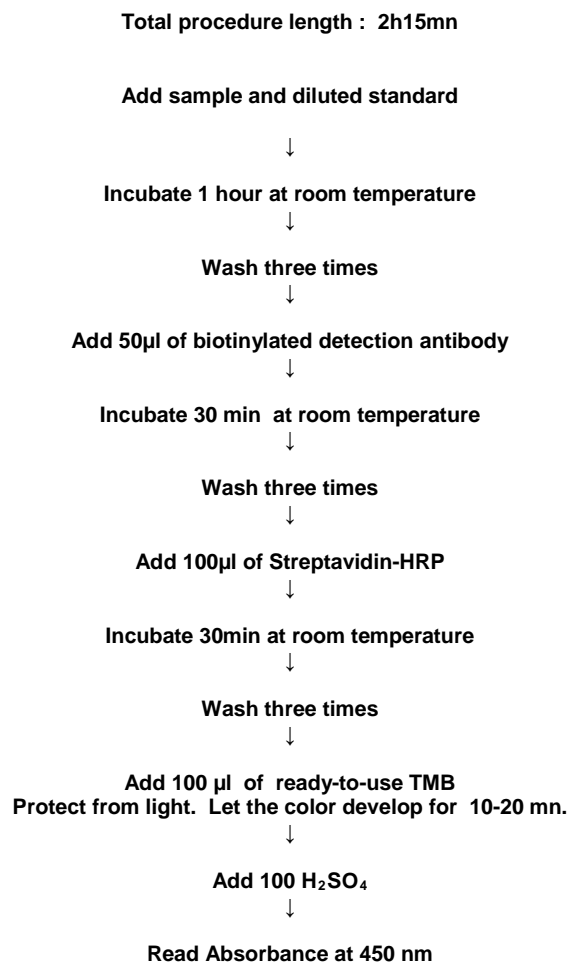 Total procedure length : 2h15mn
Add sample and diluted standard
↓
Incubate 1 hour at room temperature
↓
Wash three times
↓
Add 50µl of biotinylated detection antibody
↓
Incubate 30 min at room temperature
↓
Wash three times
↓
Add 100µl of Streptavidin-HRP
↓
Incubate 30min at room temperature
↓
Wash three times
↓
Add 100 µl of ready-to-use TMB
Protect from light. Let the color develop for 10-20 mn.
↓
Add 100 H₂SO₄
↓
Read Absorbance at 450 nm